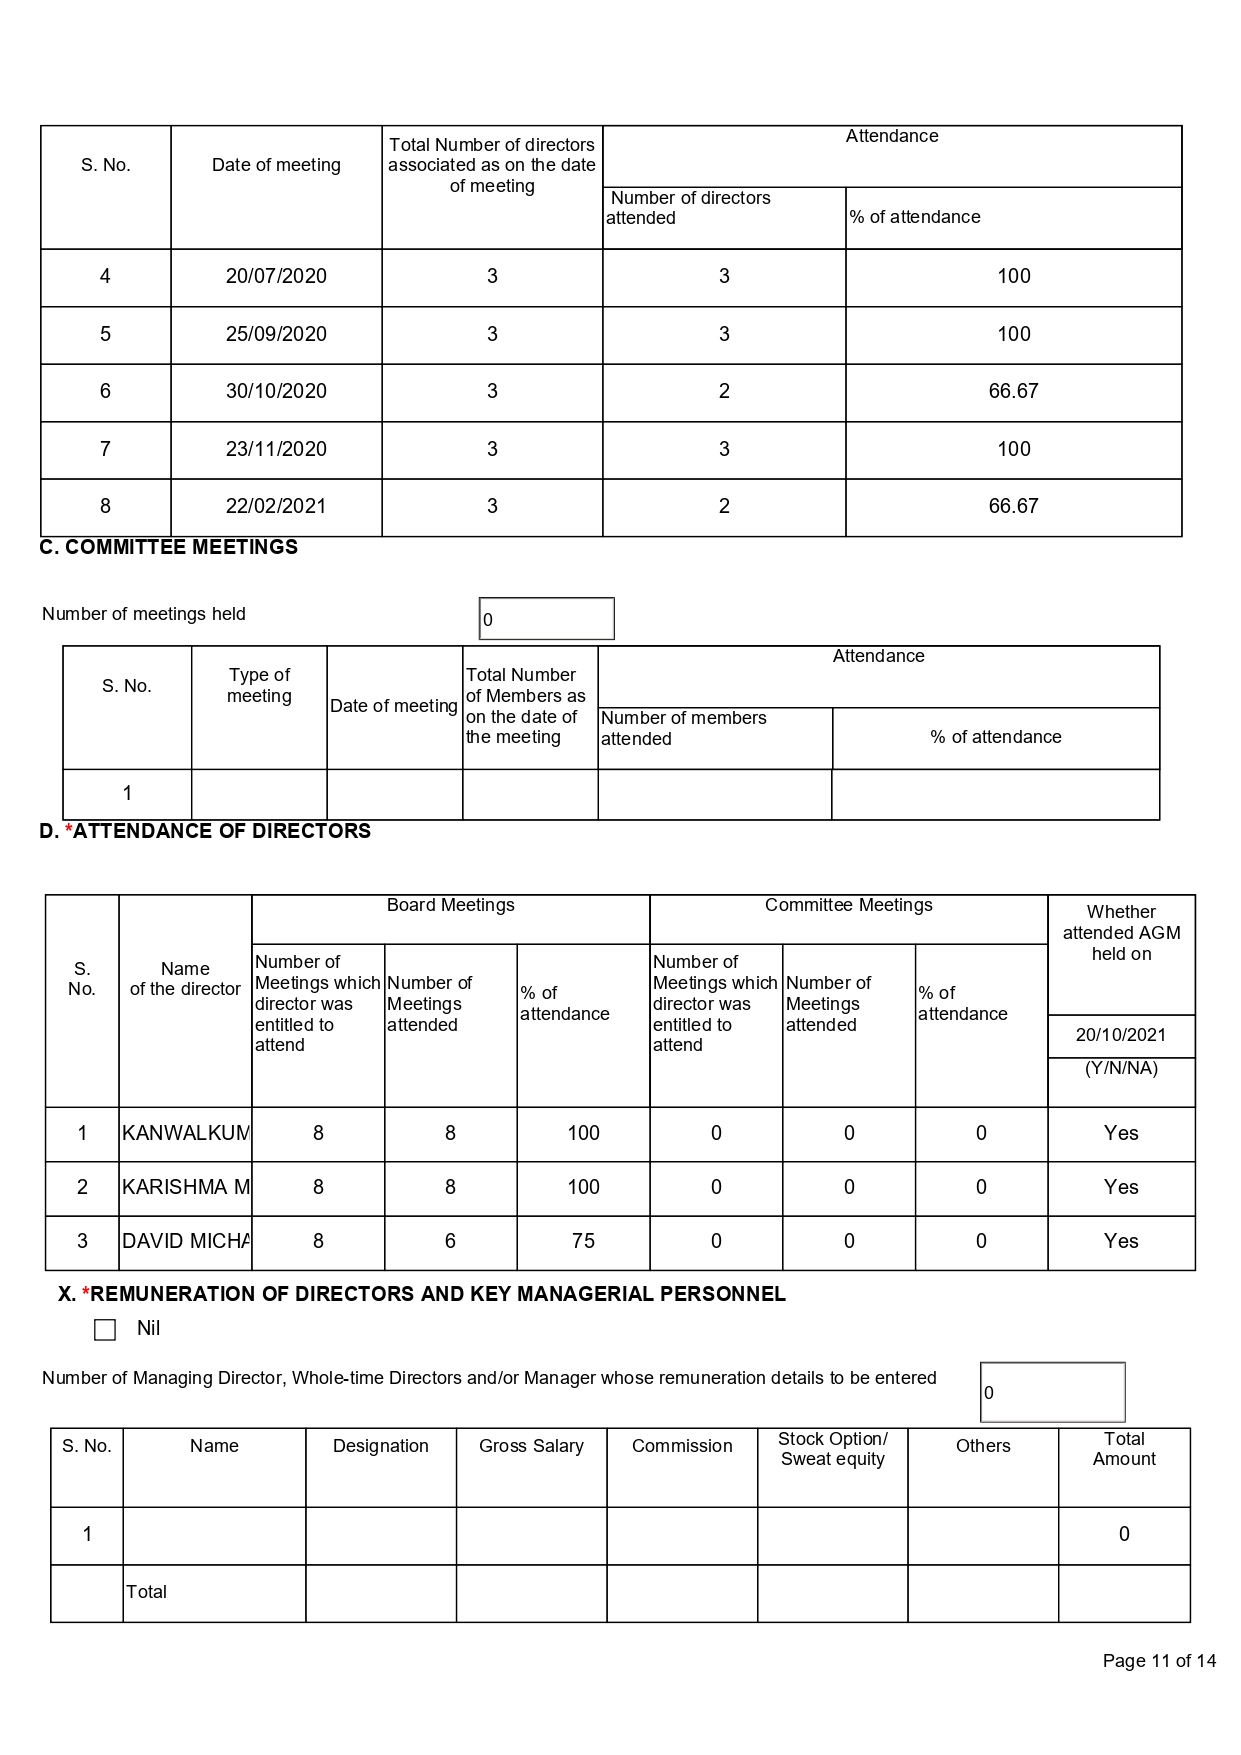 S. No.
Date of meeting
Total Number of directors
associated as on the date
of meeting
Attendance
Number of directors
attended
% of attendance
4 20/07/2020 3 3 100
5 25/09/2020 3 3 100
6 30/10/2020 3 2 66.67
7 23/11/2020 3 3 100
8 22/02/2021 3 2 66.67
C. COMMITTEE MEETINGS
Number of meetings held 0
S. No.
Type of
meeting
Date of meeting
Total Number
of Members as
on the date of
the meeting
Attendance
Number of members
attended
% of attendance
1
D. *ATTENDANCE OF DIRECTORS
S.
No.
Name
of the director
Board Meetings
Number of
Meetings which
director was
entitled to
attend
Number of
Meetings
attended
% of
attendance
Committee Meetings
Number of
Meetings which
director was
entitled to
attend
Number of
Meetings
attended
% of
attendance
Whether
attended AGM
held on
20/10/2021
(Y/N/NA)
1 KANWALKUM 8 8 100 0 0 0 Yes
2 KARISHMA M 8 8 100 0 0 0 Yes
3 DAVID MICHA 8 6 75 0 0 0 Yes
X. *REMUNERATION OF DIRECTORS AND KEY MANAGERIAL PERSONNEL
Nil
Number of Managing Director, Whole-time Directors and/or Manager whose remuneration details to be entered 0
S. No.
Name
Designation
Gross Salary
Commission
Stock Option/
Sweat equity
Others
Total
Amount
1 0
Total
Page 11 of 14